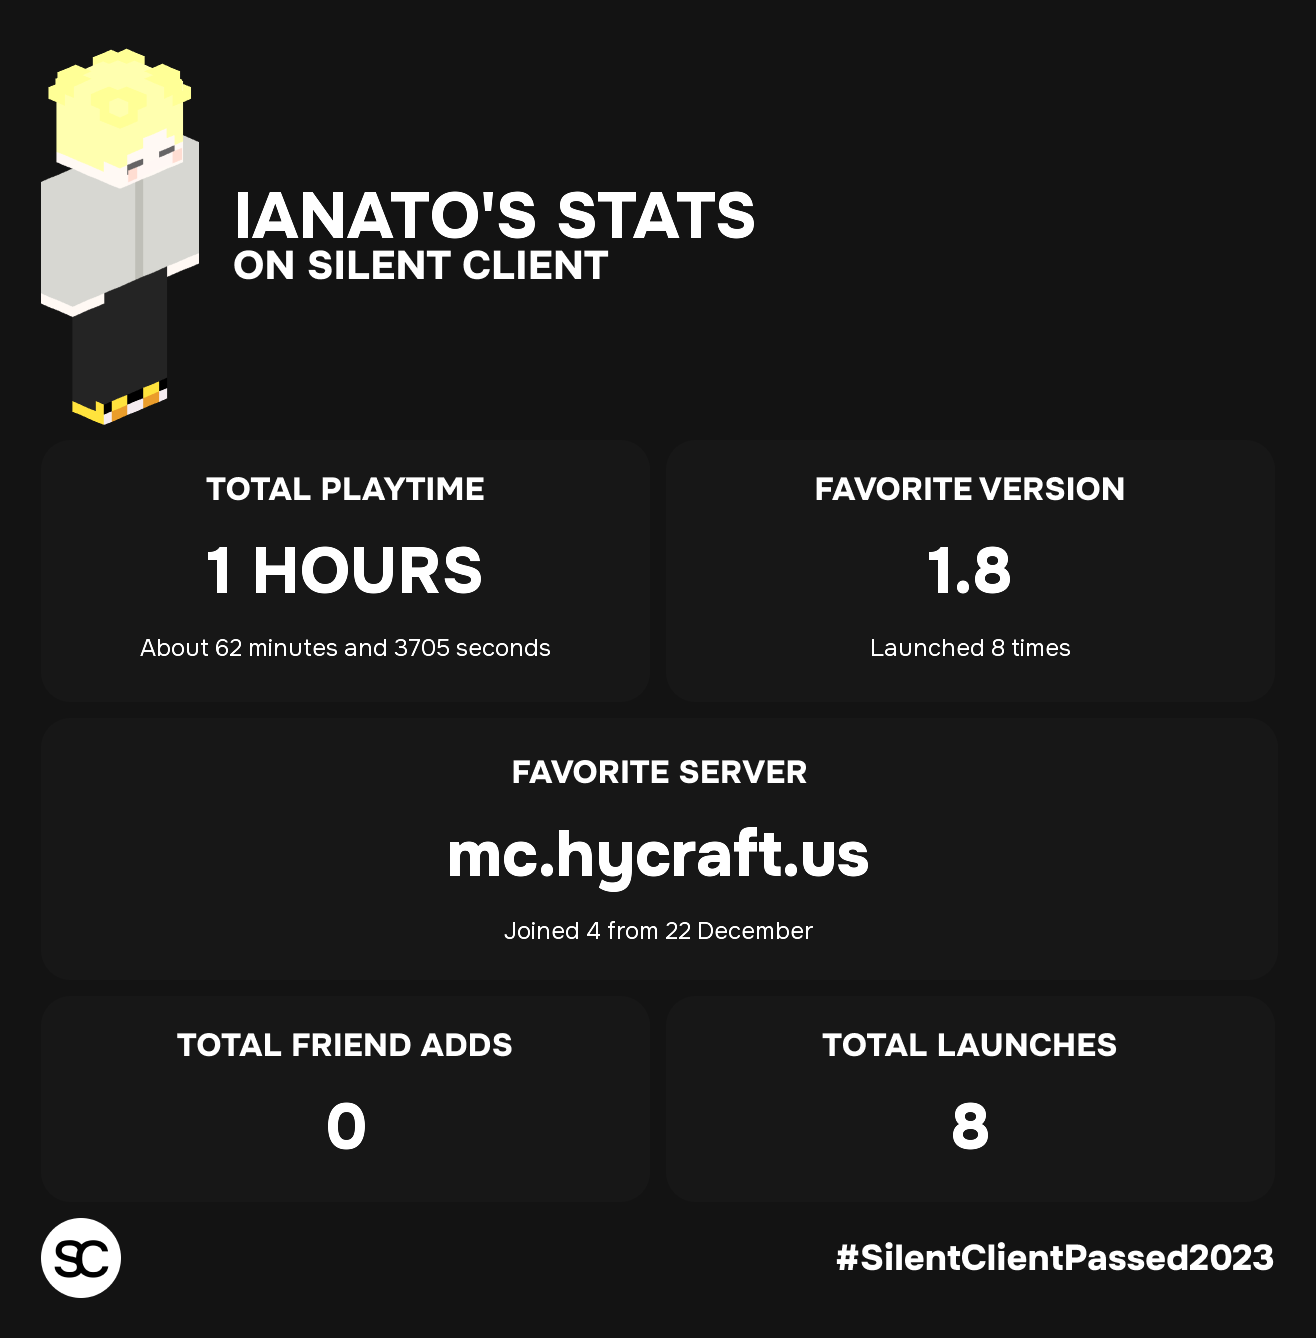 IANATO'S STATS
ON SILENT CLIENT
TOTAL PLAYTIME
1 HOURS
About 62 minutes and 3705 seconds
FAVORITE VERSION
1.8
Launched 8 times
FAVORITE SERVER
mc.hycraft.us
Joined 4 from 22 December
TOTAL FRIEND ADDS
0
TOTAL LAUNCHES
8
SC
#SilentClientPassed2023